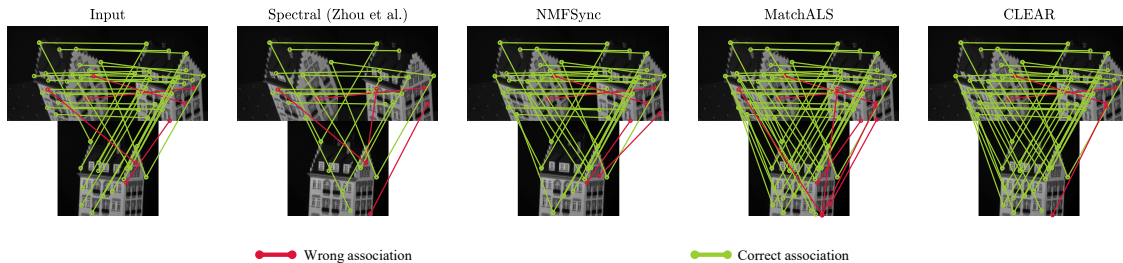 Input
Spectral (Zhou et al.)
NMFSync
MatchALS
CLEAR
Wrong association
Correct association